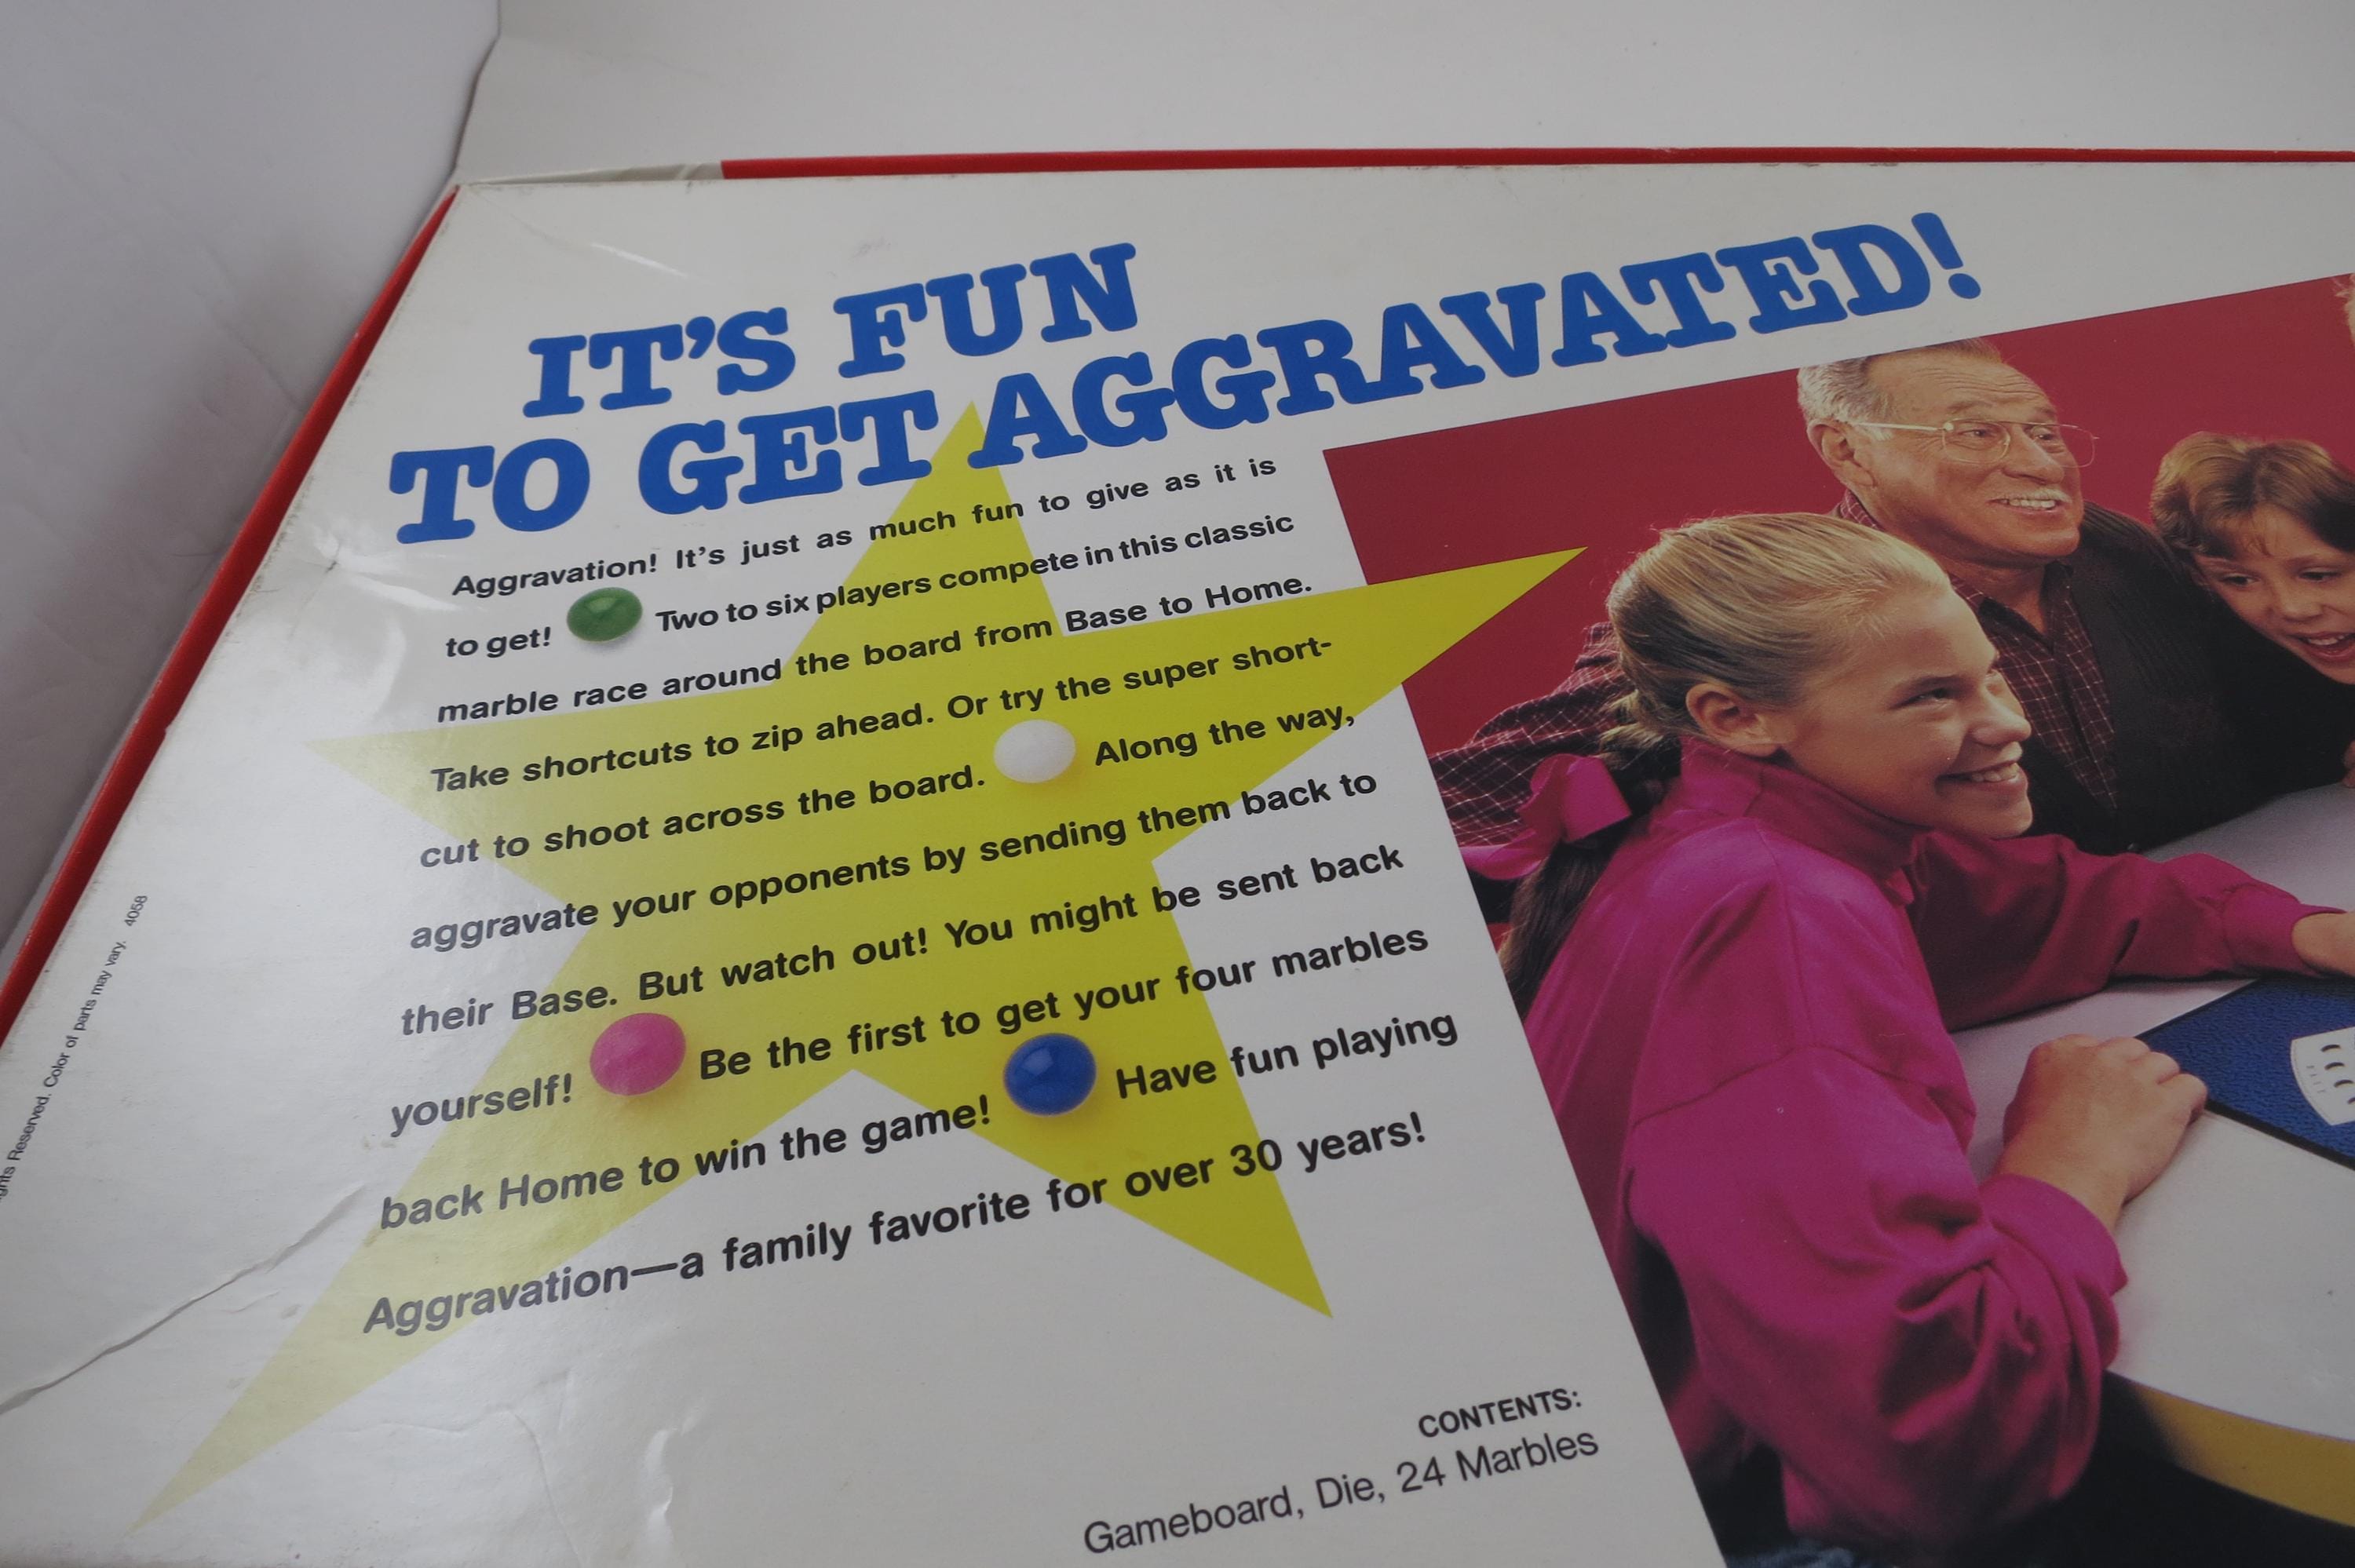 IT'S FUN
TO GET AGGRAVATED!
Aggravation! It's just as much fun to give as it is
to get! Two to six players compete in this classic
marble race around the board from Base to Home.
Take shortcuts to zip ahead. Or try the super short-
cut to shoot across the board. Along the way,
aggravate your opponents by sending them back to
their Base. But watch out! You might be sent back
yourself! Be the first to get your four marbles
back Home to win the game! Have fun playing
Aggravation—a family favorite for over 30 years!
CONTENTS:
Gameboard, Die, 24 Marbles
Reserved. Color of parts may vary. 4058